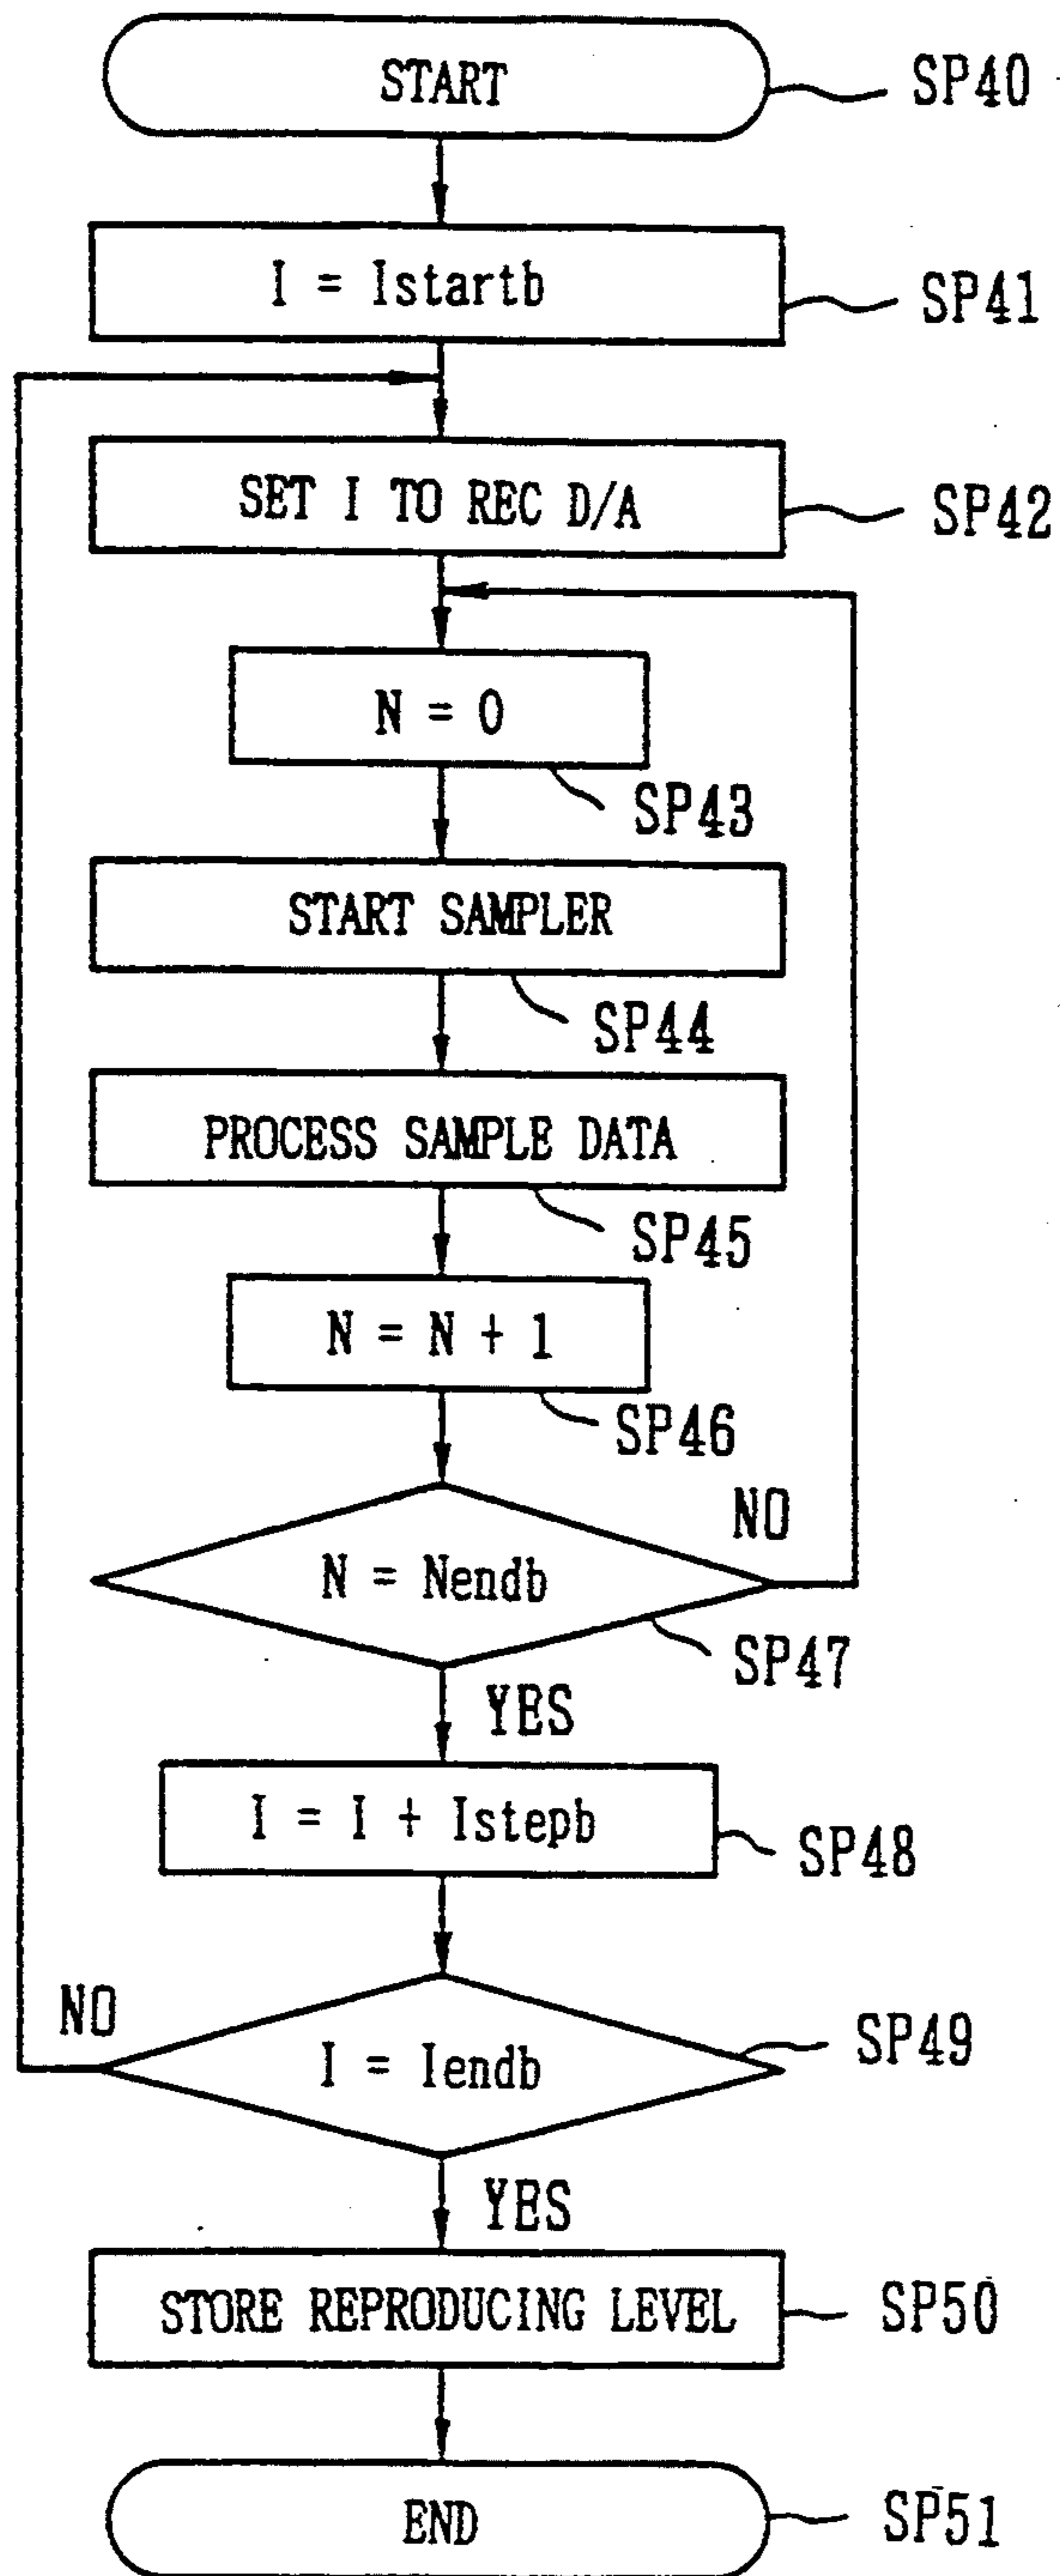 START
SP40
I = Istartb
SP41
SET I TO REC D/A
SP42
N = 0
SP43
START SAMPLER
SP44
PROCESS SAMPLE DATA
SP45
N = N + 1
SP46
N = Nendb
NO
SP47
YES
I = I + Istepb
SP48
NO
I = Iendb
SP49
YES
STORE REPRODUCING LEVEL
SP50
END
SP51